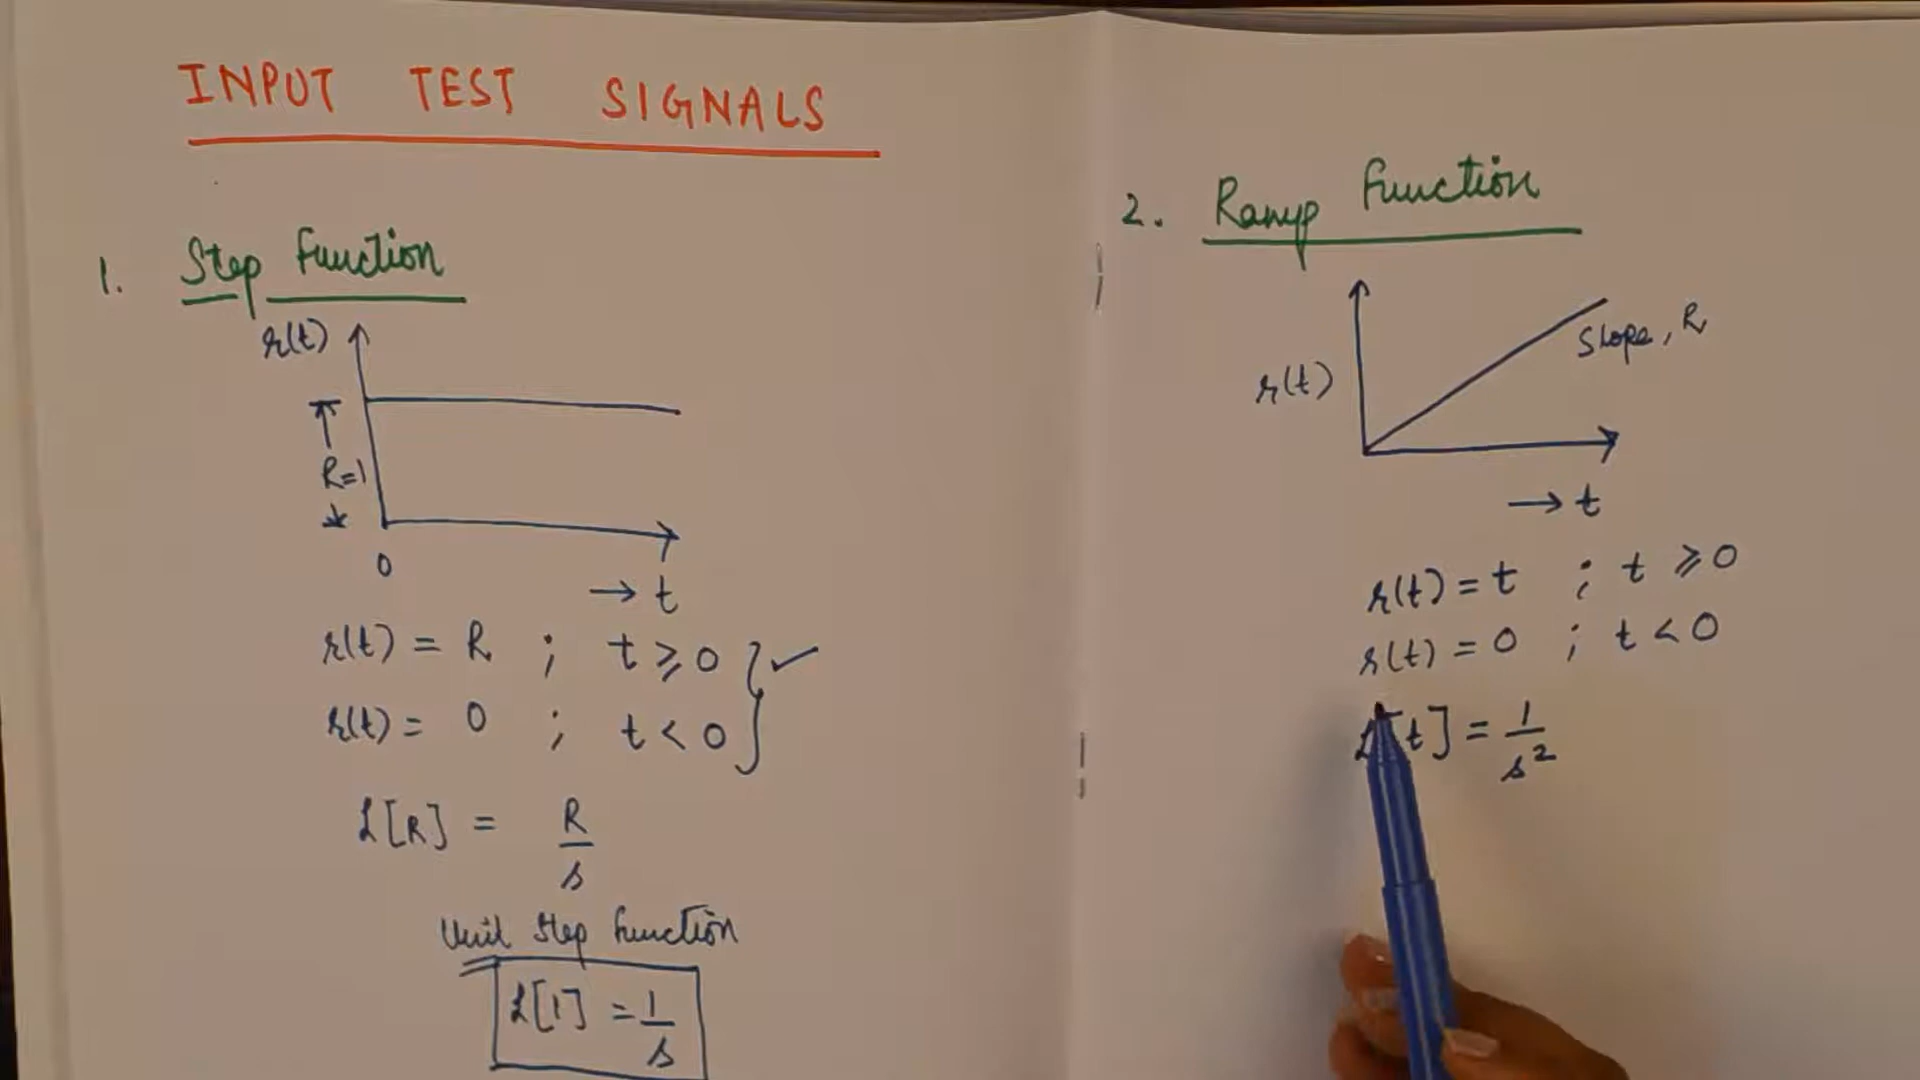 INPUT TEST SIGNALS
1. Step Function
r(t)
R=1
0
→ t
r(t) = R ; t ⩾ 0
r(t) = 0 ; t < 0
ℒ[R] = R/s
Unit Step Function
ℒ[1] = 1/s
2. Ramp Function
Slope, R
r(t)
→ t
r(t) = t ; t ⩾ 0
r(t) = 0 ; t < 0
ℒ[t] = 1/s²